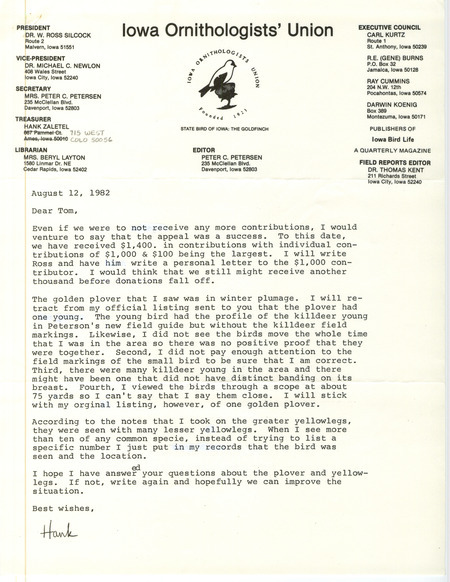 Iowa Ornithologists' Union
PRESIDENT
DR. W. ROSS SILCOCK
Route 2
Malvern, Iowa 51551
VICE-PRESIDENT
DR. MICHAEL C. NEWLON
408 Wales Street
Iowa City, Iowa 52240
SECRETARY
MRS. PETER C. PETERSEN
235 McClellan Blvd.
Davenport, Iowa 52803
TREASURER
HANK ZALETEL
715 WEST
Ames, Iowa 50010 COLO 50056
LIBRARIAN
MRS. BERYL LAYTON
1580 Linmar Dr. NE
Cedar Rapids, Iowa 52402
IOWA ORNITHOLOGISTS UNION
Founded 1923
STATE BIRD OF IOWA: THE GOLDFINCH
EDITOR
PETER C. PETERSEN
235 McClellan Blvd.
Davenport, Iowa 52803
EXECUTIVE COUNCIL
CARL KURTZ
Route 1
St. Anthony, Iowa 50239
R.E. (GENE) BURNS
P.O. Box 32
Jamaica, Iowa 50128
RAY CUMMINS
204 N.W. 12th
Pocahontas, Iowa 50574
DARWIN KOENIG
Box 389
Montezuma, Iowa 50171
PUBLISHERS OF
Iowa Bird Life
A QUARTERLY MAGAZINE
FIELD REPORTS EDITOR
DR. THOMAS KENT
211 Richards Street
Iowa City, Iowa 52240
August 12, 1982
Dear Tom,
Even if we were to not receive any more contributions, I would
venture to say that the appeal was a success. To this date,
we have received $1,400. in contributions with individual con-
tributions of $1,000 & $100 being the largest. I will write
Ross and have him write a personal letter to the $1,000 con-
tributor. I would think that we still might receive another
thousand before donations fall off.
The golden plover that I saw was in winter plumage. I will re-
tract from my official listing sent to you that the plover had
one young. The young bird had the profile of the killdeer young
in Peterson's new field guide but without the killdeer field
markings. Likewise, I did not see the birds move the whole time
that I was in the area so there was no positive proof that they
were together. Second, I did not pay enough attention to the
field markings of the small bird to be sure that I am correct.
Third, there were many killdeer young in the area and there
might have been one that did not have distinct banding on its
breast. Fourth, I viewed the birds through a scope at about
75 yards so I can't say that I say them close. I will stick
with my orginal listing, however, of one golden plover.
According to the notes that I took on the greater yellowlegs,
they were seen with many lesser yellowlegs. When I see more
than ten of any common specie, instead of trying to list a
specific number I just put in my records that the bird was
seen and the location.
I hope I have answered your questions about the plover and yellow-
legs. If not, write again and hopefully we can improve the
situation.
Best wishes,
Hank